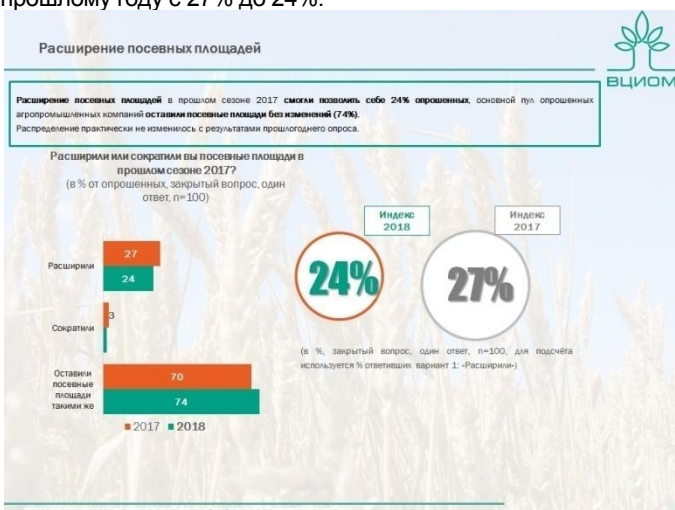 прошлому году с 27% до 24%.
Расширение посевных площадей
ВЦИОМ
Расширение посевных площадей в прошлом сезоне 2017 смогли позволить себе 24% опрошенных, основной пул опрошенных
агропромышленных компаний оставили посевные площади без изменений (74%).
Распределение практически не изменилось с результатами прошлогоднего опроса.
Расширили или сократили вы посевные площади в
прошлом сезоне 2017?
(в % от опрошенных, закрытый вопрос, один
ответ, n=100)
Расширили
27
24
Сократили
3
Оставили
посевные
площади
такими же
70
74
2017 2018
Индекс
2018
24%
Индекс
2017
27%
(в %, закрытый вопрос, один ответ, n=100, для подсчёта
используется % ответивших вариант 1: «Расширили»)